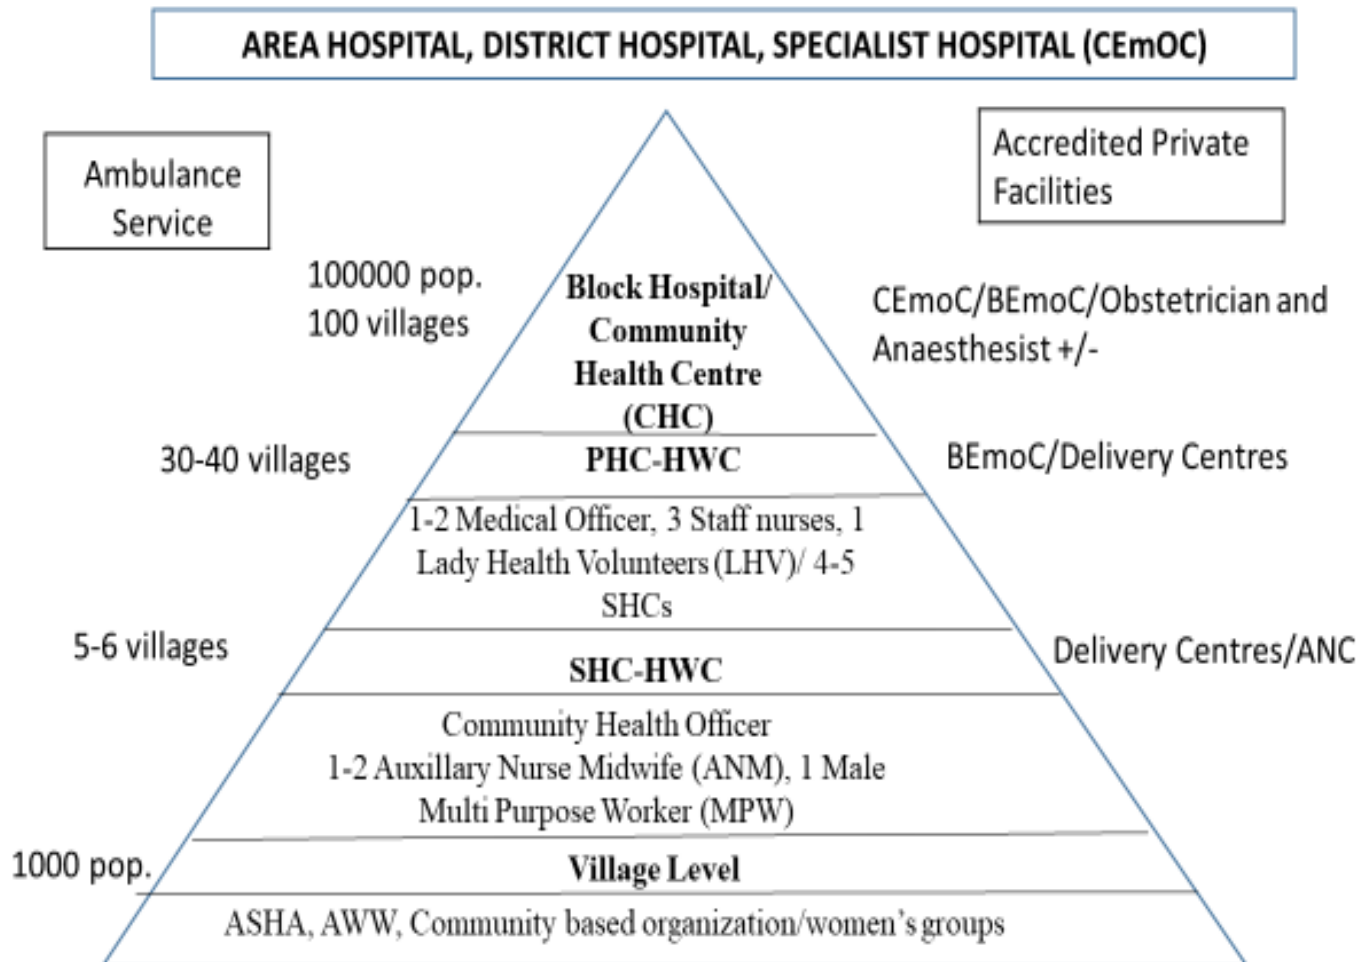 AREA HOSPITAL, DISTRICT HOSPITAL, SPECIALIST HOSPITAL (CEmOC)
Ambulance
Service
Accredited Private
Facilities
100000 pop.
100 villages
Block Hospital/
Community
Health Centre
(CHC)
CEmoC/BEmoC/Obstetrician and
Anaesthesist +/-
30-40 villages
PHC-HWC
BEmoC/Delivery Centres
1-2 Medical Officer, 3 Staff nurses, 1
Lady Health Volunteers (LHV)/ 4-5
SHCs
5-6 villages
SHC-HWC
Delivery Centres/ANC
Community Health Officer
1-2 Auxillary Nurse Midwife (ANM), 1 Male
Multi Purpose Worker (MPW)
1000 pop.
Village Level
ASHA, AWW, Community based organization/women's groups